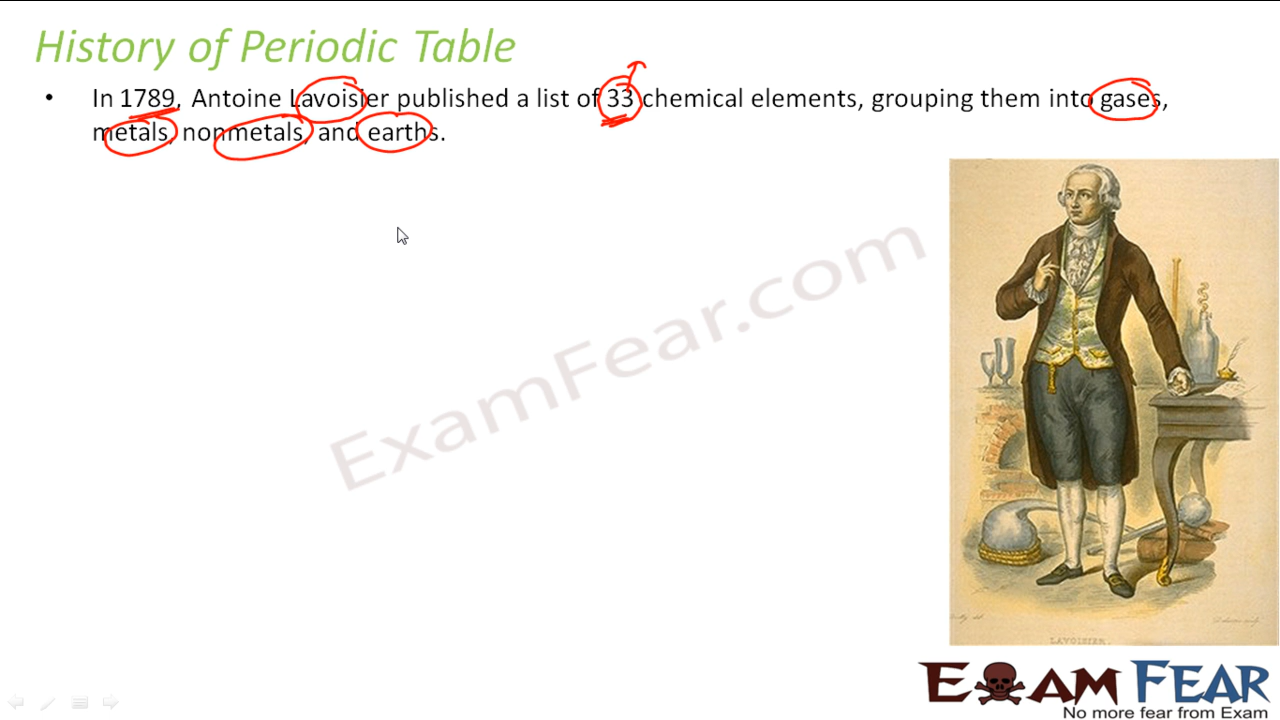 History of Periodic Table
• In 1789, Antoine Lavoisier published a list of 33 chemical elements, grouping them into gases,
metals, nonmetals, and earths.
ExamFear.com
LAVOISIER.
EXAM FEAR
No more fear from Exam